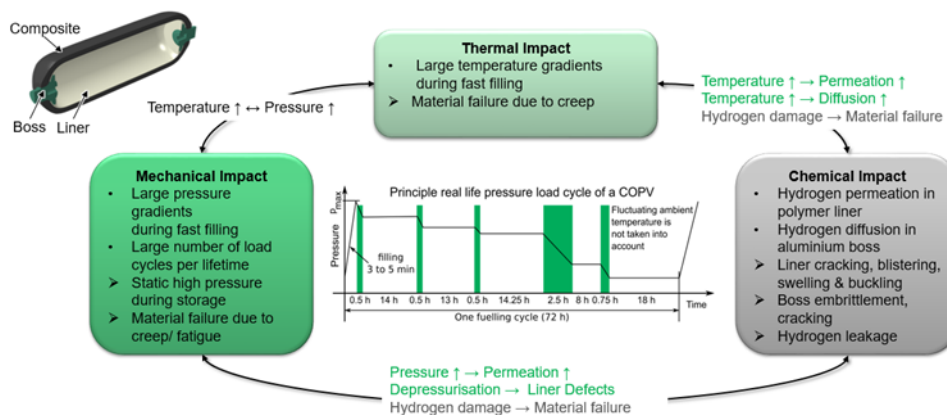 Composite
Boss
Liner
Thermal Impact
• Large temperature gradients
during fast filling
➤ Material failure due to creep
Temperature ↑ ↔ Pressure ↑
Temperature ↑ → Permeation ↑
Temperature ↑ → Diffusion ↑
Hydrogen damage → Material failure
Mechanical Impact
• Large pressure
gradients
during fast filling
• Large number of load
cycles per lifetime
➤ Static high pressure
during storage
➤ Material failure due to
creep/ fatigue
Principle real life pressure load cycle of a COPV
Pressure
Pmax
filling
3 to 5 min
Fluctuating ambient
temperature is
not taken into
account
0.5 h
14 h
0.5 h
13 h
0.5 h
14.25 h
2.5 h
8 h
0.75 h
18 h
Time
One fuelling cycle (72 h)
Chemical Impact
• Hydrogen permeation in
polymer liner
• Hydrogen diffusion in
aluminium boss
➤ Liner cracking, blistering,
swelling & buckling
➤ Boss embrittlement,
cracking
➤ Hydrogen leakage
Pressure ↑ → Permeation ↑
Depressurisation → Liner Defects
Hydrogen damage → Material failure